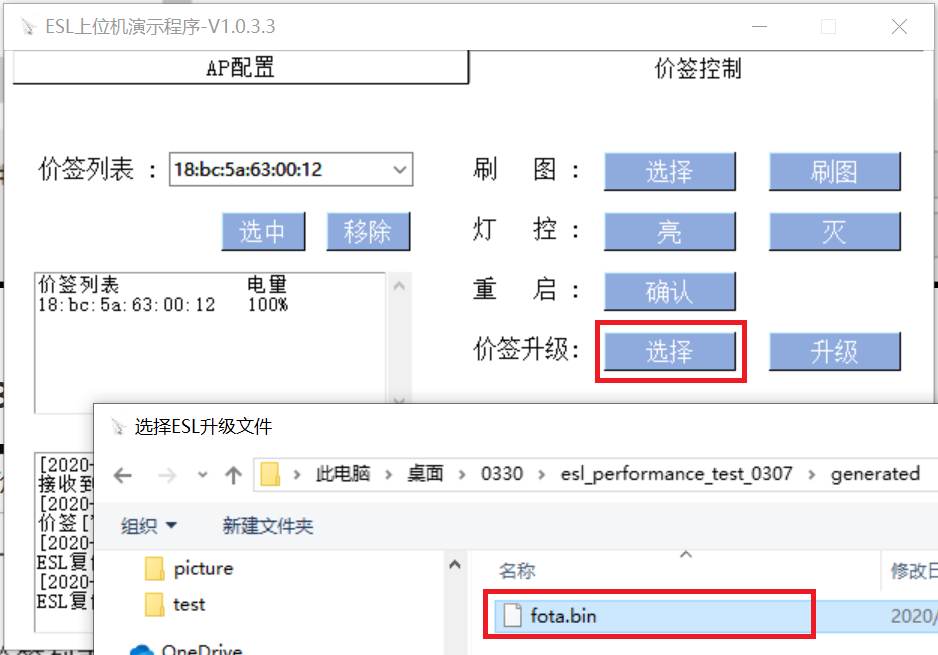 ESL上位机演示程序-V1.0.3.3
AP配置
价签控制
价签列表 : 18:bc:5a:63:00:12
刷 图 : 选择 刷图
选中 移除
灯 控 : 亮 灭
价签列表 电量
18:bc:5a:63:00:12 100%
重 启 : 确认
价签升级: 选择 升级
选择ESL升级文件
[2020-
接收到
[2020-
价签['
[2020-
ESL复
[2020-
ESL复
此电脑 > 桌面 > 0330 > esl_performance_test_0307 > generated
组织 新建文件夹
picture
test
OneDrive
名称 修改日
fota.bin 2020/